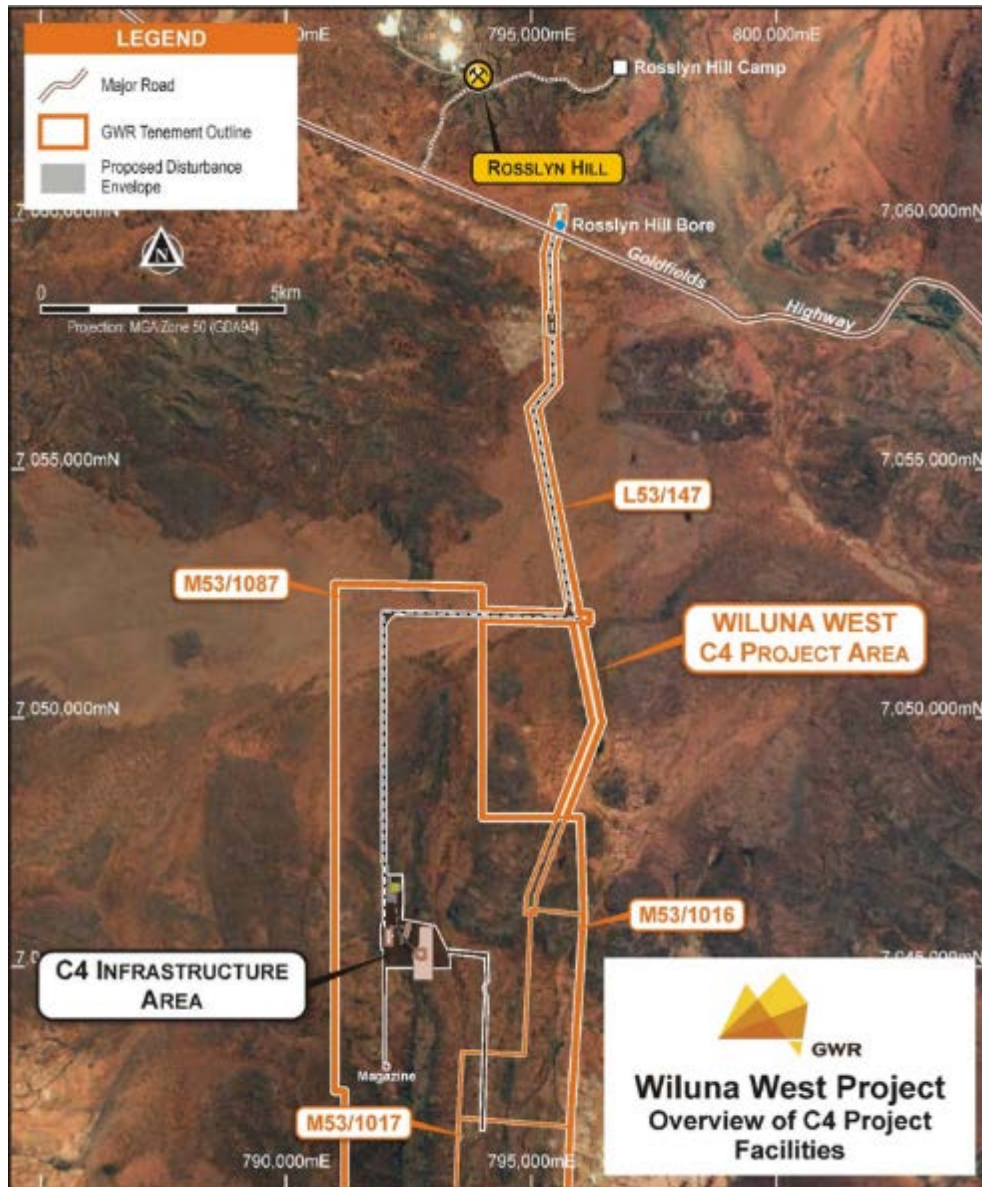 LEGEND
Major Road
GWR Tenement Outline
Proposed Disturbance
Envelope
N
0 5km
Projection: MGA Zone 50 (GDA94)
795,000mE
800,000mE
Rosslyn Hill Camp
ROSSLYN HILL
7,060,000mN
Rosslyn Hill Bore
Goldfields
Highway
7,055,000mN
7,055,000mN
L53/147
M53/1087
WILUNA WEST
C4 PROJECT AREA
7,050,000mN
7,050,000mN
M53/1016
C4 INFRASTRUCTURE
AREA
Magazine
M53/1017
790,000mE
795,000mE
GWR
Wiluna West Project
Overview of C4 Project
Facilities